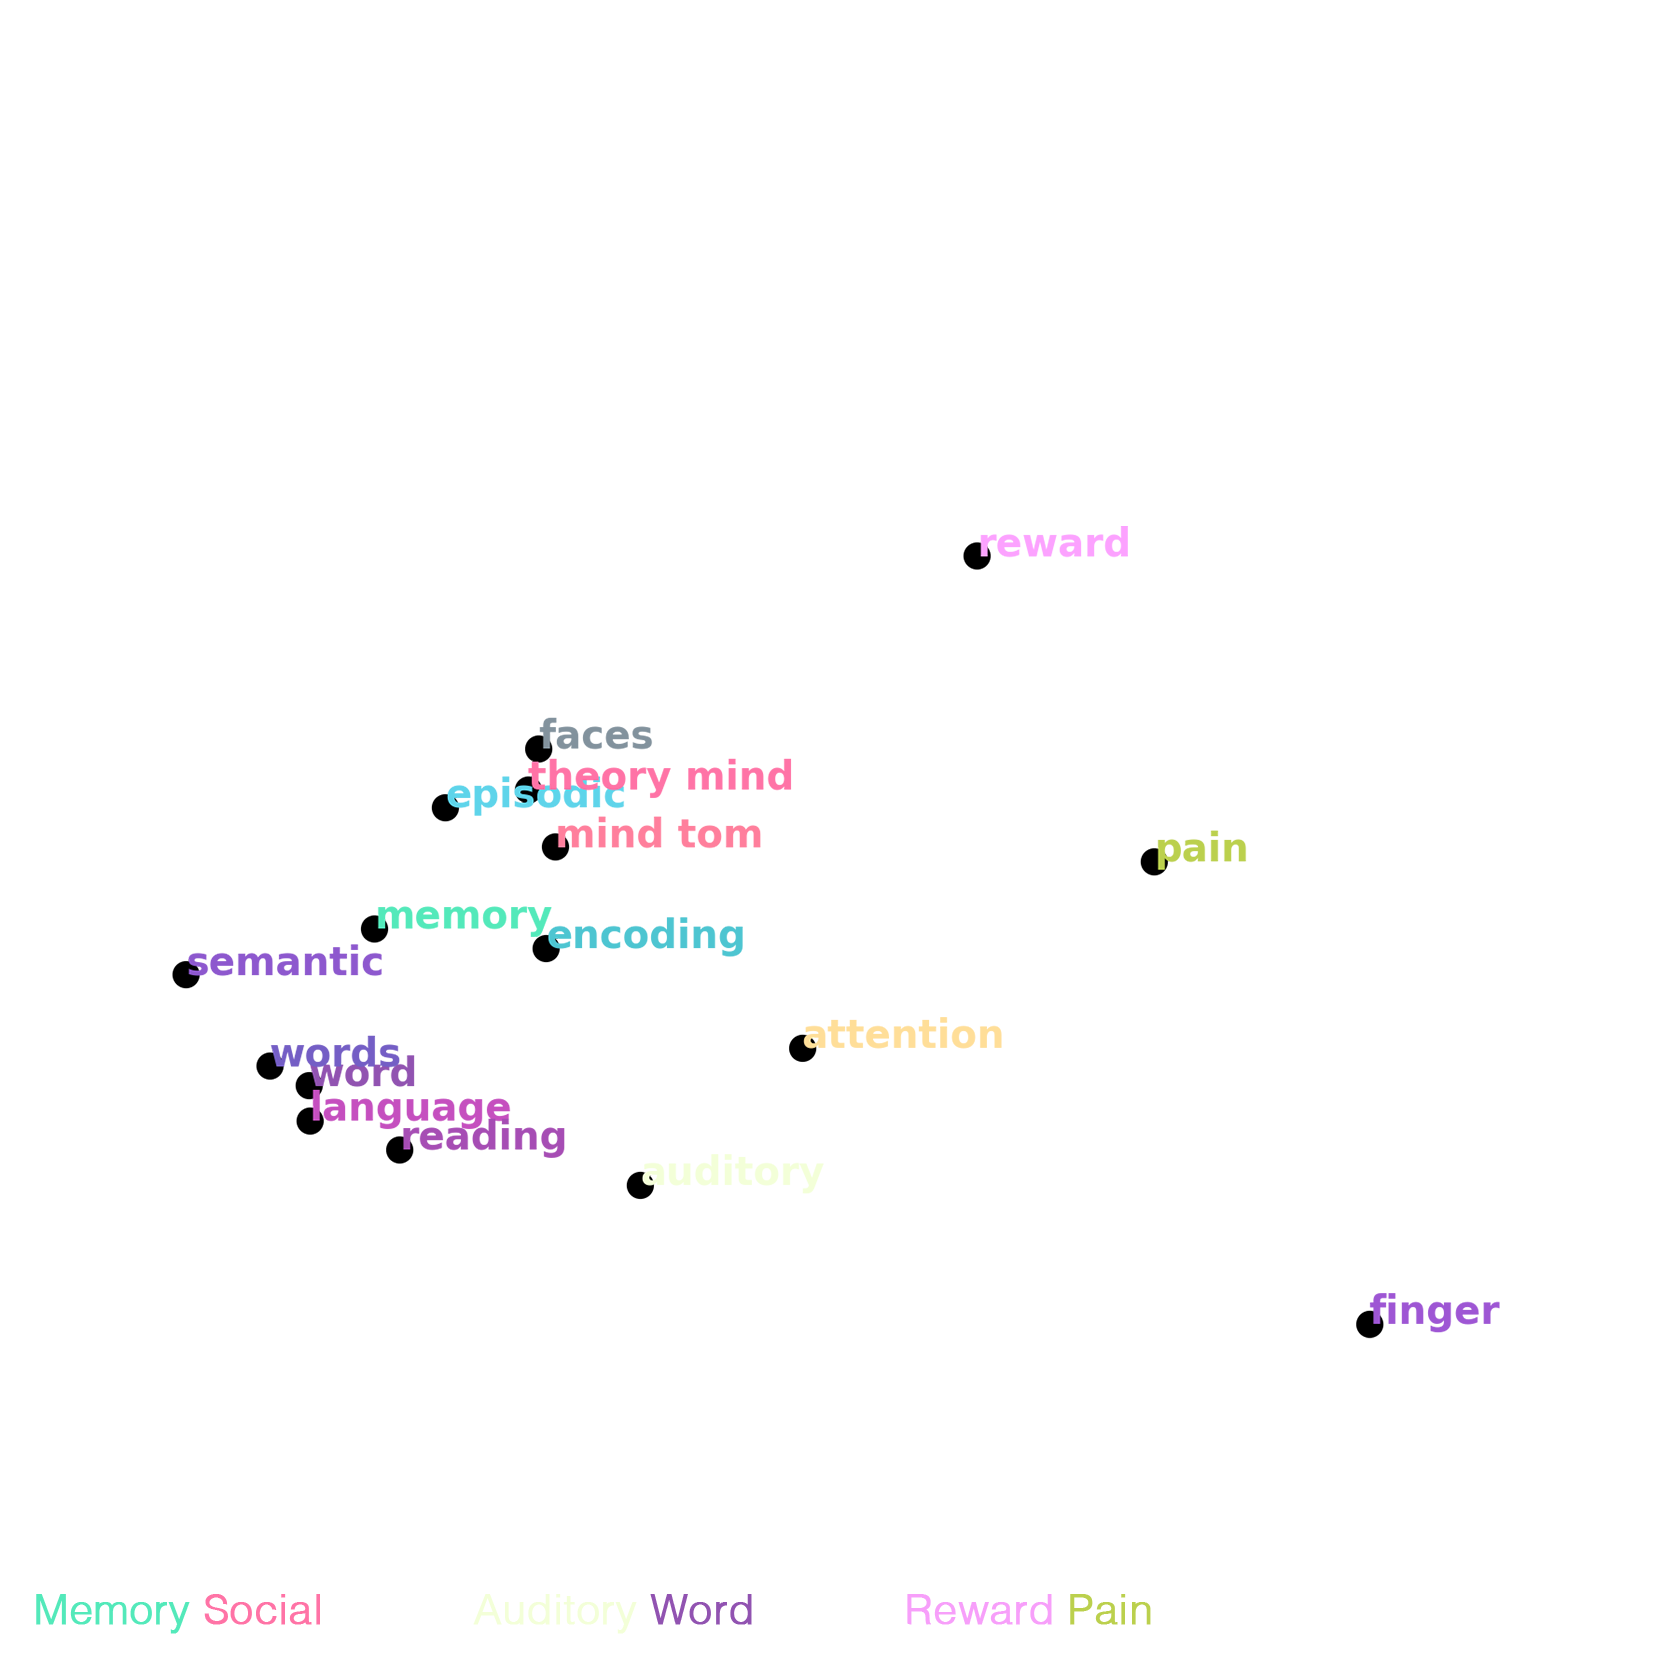 reward
faces
theory mind
episodic
mind tom
pain
memory
encoding
semantic
attention
words
word
language
reading
auditory
finger
Memory Social Auditory Word Reward Pain